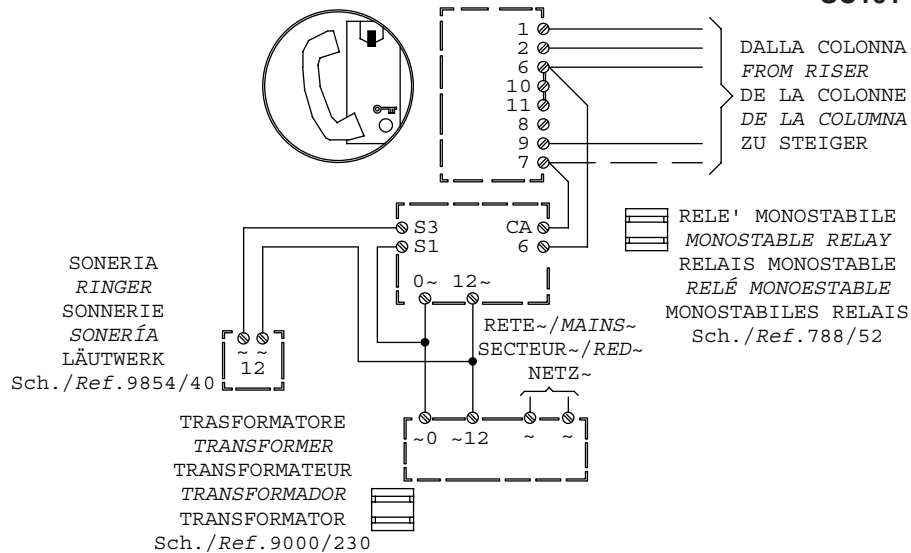 1
2
6
10
11
8
9
7
DALLA COLONNA
FROM RISER
DE LA COLONNE
DE LA COLUMNA
ZU STEIGER
S3
S1
CA
6
0~ 12~
RELE' MONOSTABILE
MONOSTABLE RELAY
RELAIS MONOSTABLE
RELÉ MONOESTABLE
MONOSTABILES RELAIS
Sch./Ref.788/52
SONERIA
RINGER
SONNERIE
SONERÍA
LÄUTWERK
Sch./Ref.9854/40
~ ~
12
RETE~/MAINS~
SECTEUR~/RED~
NETZ~
~0 ~12 ~ ~
TRASFORMATORE
TRANSFORMER
TRANSFORMATEUR
TRANSFORMADOR
TRANSFORMATOR
Sch./Ref.9000/230